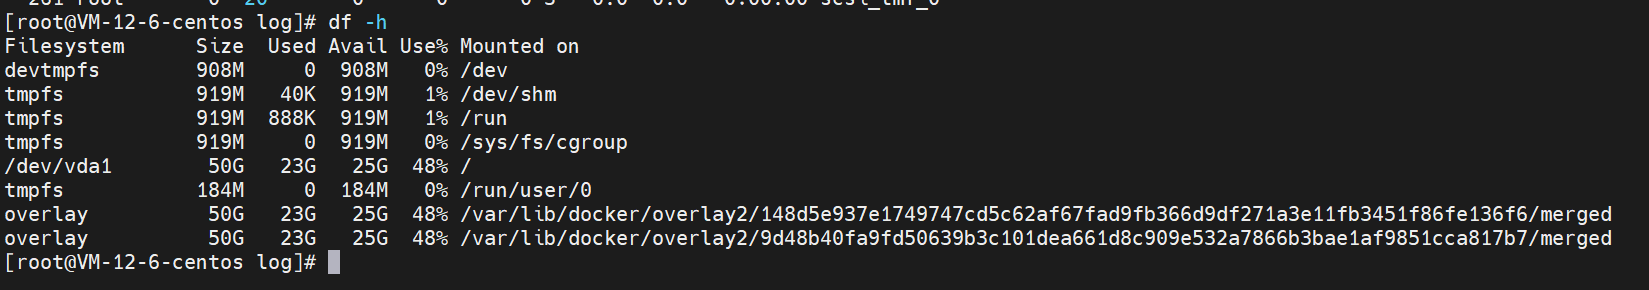 [root@VM-12-6-centos log]# df -h
Filesystem      Size  Used Avail Use% Mounted on
devtmpfs        908M     0  908M   0% /dev
tmpfs           919M   40K  919M   1% /dev/shm
tmpfs           919M  888K  919M   1% /run
tmpfs           919M     0  919M   0% /sys/fs/cgroup
/dev/vda1        50G   23G   25G  48% /
tmpfs           184M     0  184M   0% /run/user/0
overlay          50G   23G   25G  48% /var/lib/docker/overlay2/148d5e937e1749747cd5c62af67fad9fb366d9df271a3e11fb3451f86fe136f6/merged
overlay          50G   23G   25G  48% /var/lib/docker/overlay2/9d48b40fa9fd50639b3c101dea661d8c909e532a7866b3bae1af9851cca817b7/merged
[root@VM-12-6-centos log]#